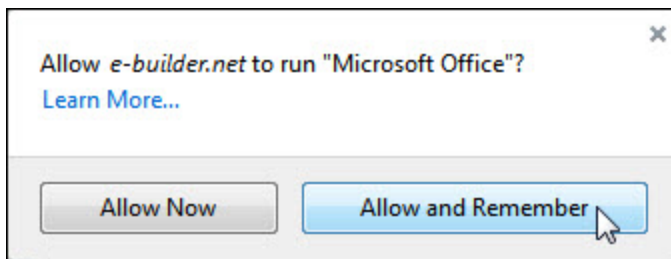 Allow e-builder.net to run "Microsoft Office"?
Learn More...
Allow Now
Allow and Remember